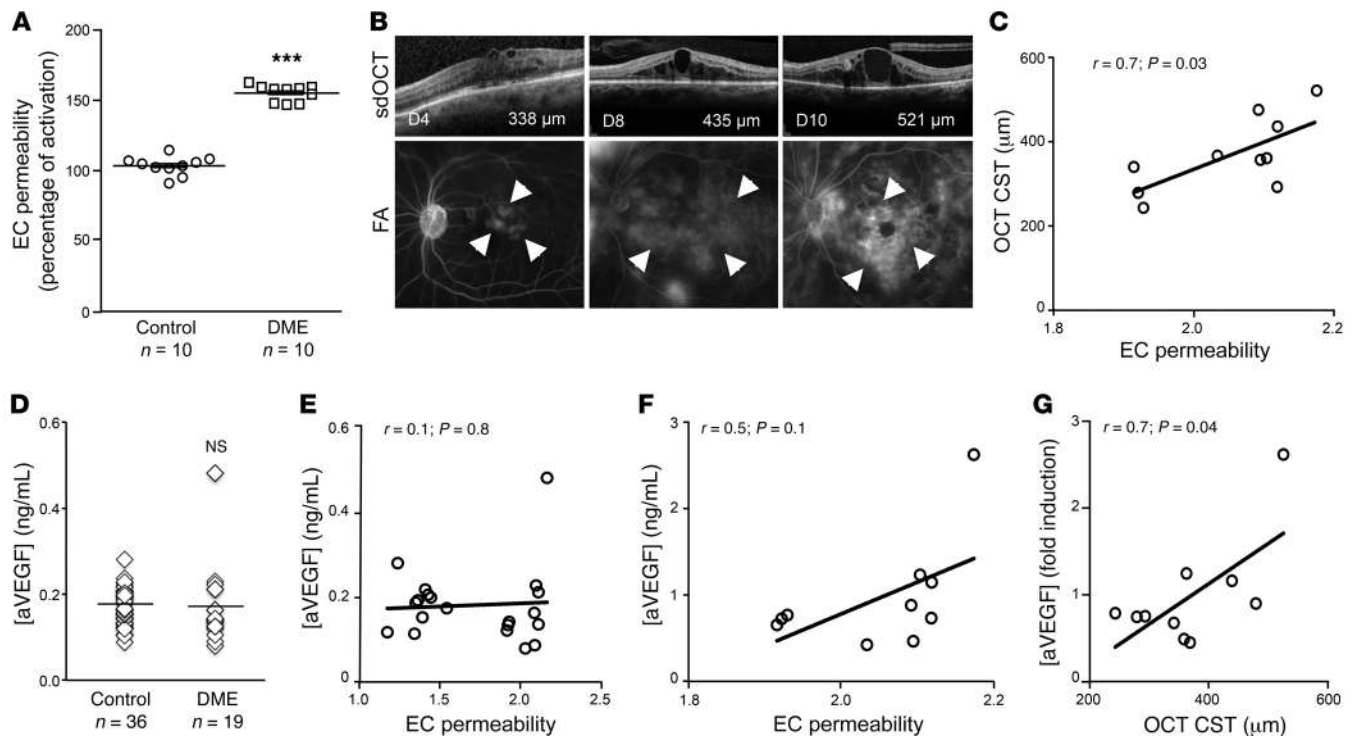 A
EC permeability
(percentage of activation)
200
150
100
50
0
***
Control
n = 10
DME
n = 10
B
sdOCT
D4
338 μm
D8
435 μm
D10
521 μm
FA
C
OCT CST (μm)
600
400
200
0
r = 0.7; P = 0.03
1.8
2.0
2.2
EC permeability
D
[aVEGF] (ng/mL)
0.6
0.4
0.2
0.0
NS
Control
n = 36
DME
n = 19
E
[aVEGF] (ng/mL)
0.6
0.4
0.2
0
r = 0.1; P = 0.8
1.0
1.5
2.0
2.5
EC permeability
F
[aVEGF] (ng/mL)
3
2
1
0
r = 0.5; P = 0.1
1.8
2.0
2.2
EC permeability
G
[aVEGF] (fold induction)
3
2
1
0
r = 0.7; P = 0.04
200
400
600
OCT CST (μm)